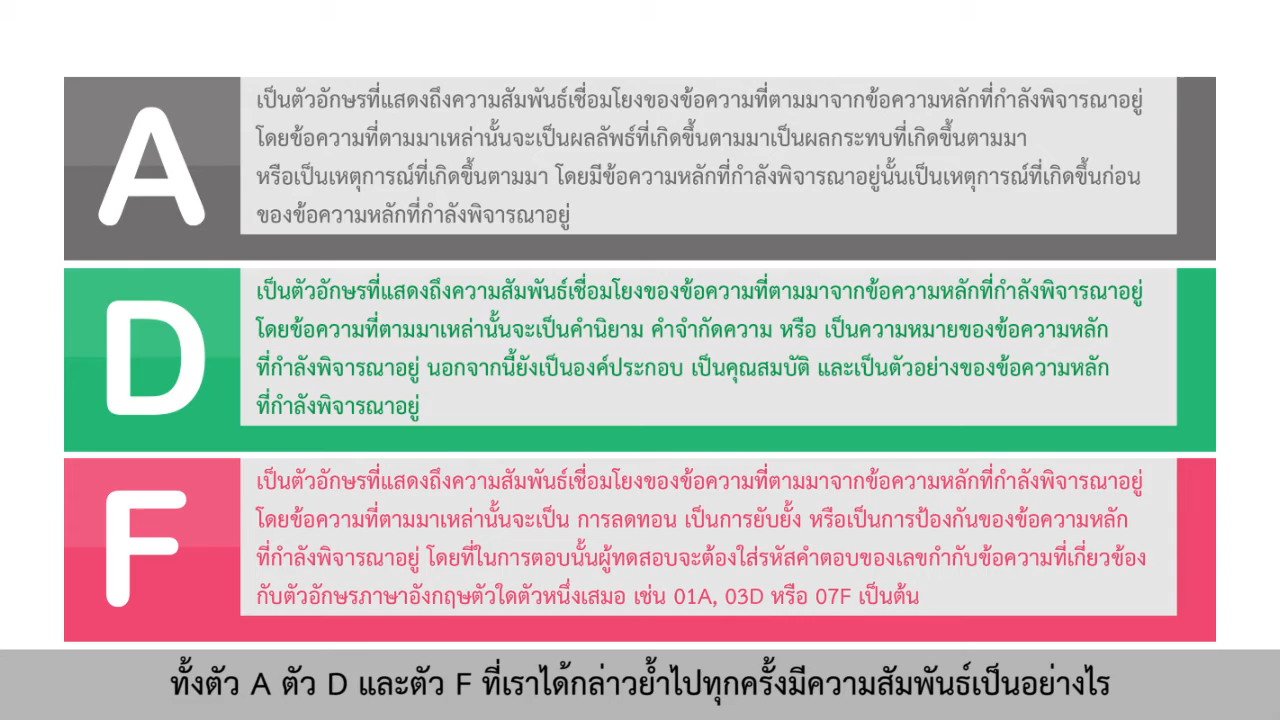 A
เป็นตัวอักษรที่แสดงถึงความสัมพันธ์เชื่อมโยงของข้อความที่ตามมาจากข้อความหลักที่กำลังพิจารณาอยู่
โดยข้อความที่ตามมาเหล่านั้นจะเป็นผลลัพธ์ที่เกิดขึ้นตามมาเป็นผลกระทบที่เกิดขึ้นตามมา
หรือเป็นเหตุการณ์ที่เกิดขึ้นตามมา โดยมีข้อความหลักที่กำลังพิจารณาอยู่นั้นเป็นเหตุการณ์ที่เกิดขึ้นก่อน
ของข้อความหลักที่กำลังพิจารณาอยู่
D
เป็นตัวอักษรที่แสดงถึงความสัมพันธ์เชื่อมโยงของข้อความที่ตามมาจากข้อความหลักที่กำลังพิจารณาอยู่
โดยข้อความที่ตามมาเหล่านั้นจะเป็นคำนิยาม คำจำกัดความ หรือ เป็นความหมายของข้อความหลัก
ที่กำลังพิจารณาอยู่ นอกจากนี้ยังเป็นองค์ประกอบ เป็นคุณสมบัติ และเป็นตัวอย่างของข้อความหลัก
ที่กำลังพิจารณาอยู่
F
เป็นตัวอักษรที่แสดงถึงความสัมพันธ์เชื่อมโยงของข้อความที่ตามมาจากข้อความหลักที่กำลังพิจารณาอยู่
โดยข้อความที่ตามมาเหล่านั้นจะเป็น การลดทอน เป็นการยับยั้ง หรือเป็นการป้องกันของข้อความหลัก
ที่กำลังพิจารณาอยู่ โดยที่ในการตอบนั้นผู้ทดสอบจะต้องใส่รหัสคำตอบของเลขกำกับข้อความที่เกี่ยวข้อง
กับตัวอักษรภาษาอังกฤษตัวใดตัวหนึ่งเสมอ เช่น 01A, 03D หรือ 07F เป็นต้น
ทั้งตัว A ตัว D และตัว F ที่เราได้กล่าวย้ำไปทุกครั้งมีความสัมพันธ์เป็นอย่างไร